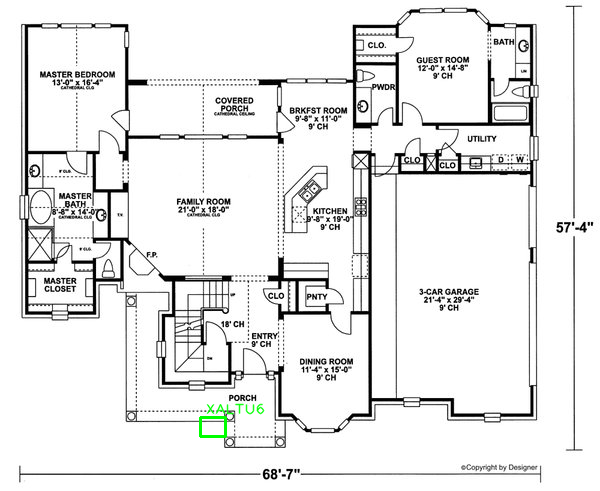 MASTER BEDROOM
13'-0" x 16'-4"
CATHEDRAL CLG
COVERED
PORCH
CATHEDRAL CEILING
BRKFST ROOM
9'-8" x 11'-0"
9' CH
CLO.
PWDR
GUEST ROOM
12'-0" x 14'-8"
9' CH
BATH
LIN
UTILITY
D W
CLO
CLO
9' CLG.
MASTER
BATH
8'-8" x 14'-0"
CATHEDRAL CLG
T.V.
FAMILY ROOM
21'-0" x 18'-0"
CATHEDRAL CLG
KITCHEN
9'-8" x 19'-0"
9' CH
57'-4"
9' CLG.
F.P.
MASTER
CLOSET
3-CAR GARAGE
21'-4" x 29'-4"
9' CH
UP
CLO
PNTY
18' CH
ENTRY
9' CH
DN
DINING ROOM
11'-4" x 15'-0"
9' CH
PORCH
XALTU6
68'-7"
©Copyright by Designer